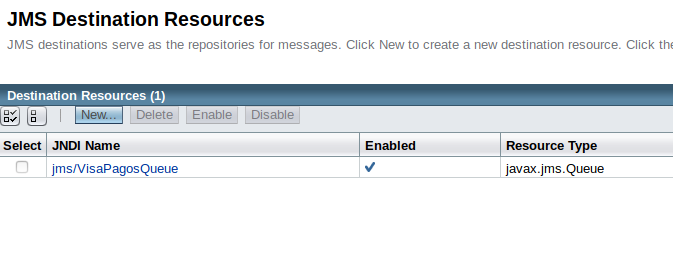 JMS Destination Resources
JMS destinations serve as the repositories for messages. Click New to create a new destination resource. Click the
Destination Resources (1)
New... Delete Enable Disable
Select JNDI Name Enabled Resource Type
jms/VisaPagosQueue javax.jms.Queue